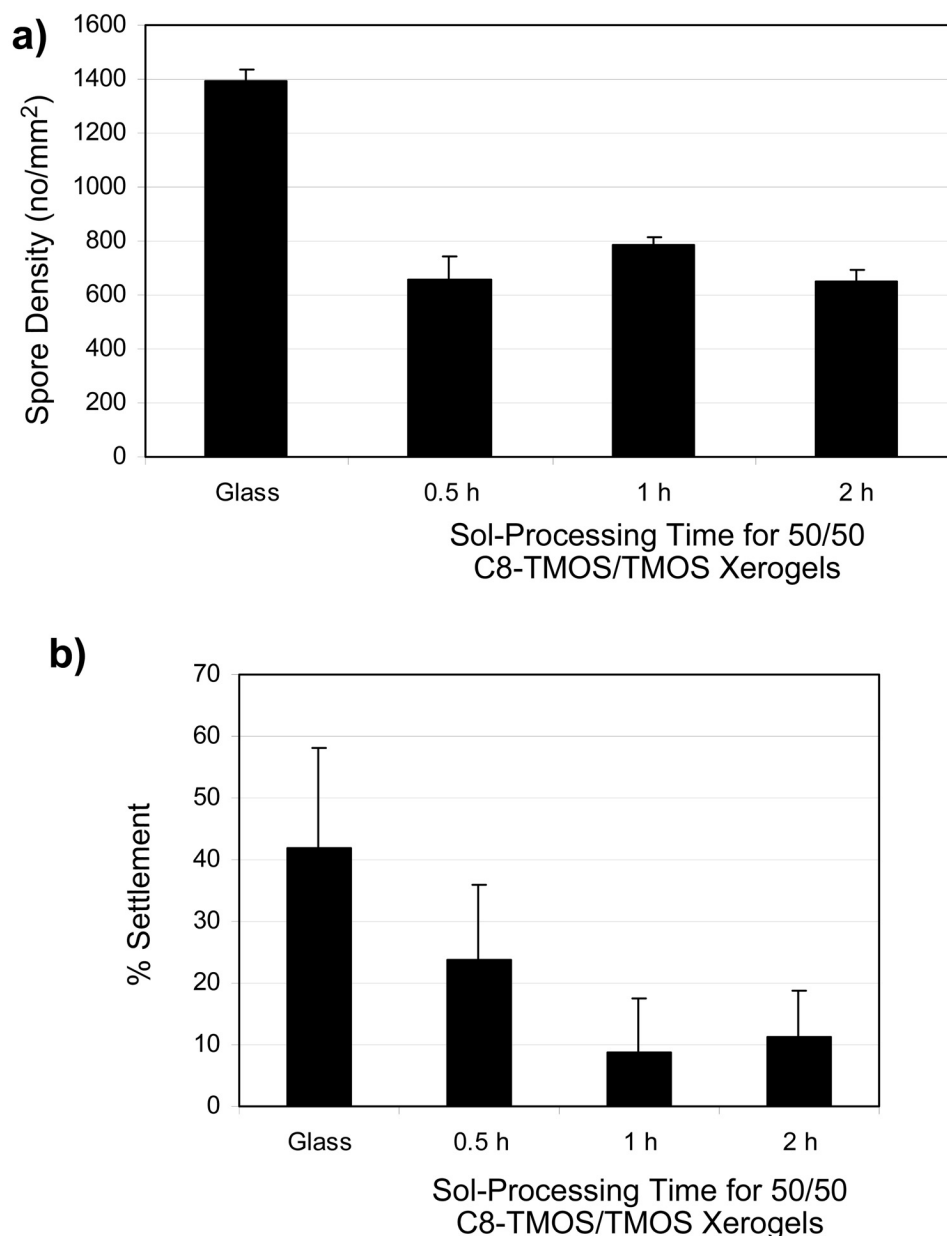 a)
Spore Density (no/mm²)
1600
1400
1200
1000
800
600
400
200
0
Glass 0.5 h 1 h 2 h
Sol-Processing Time for 50/50
C8-TMOS/TMOS Xerogels
b)
% Settlement
70
60
50
40
30
20
10
0
Glass 0.5 h 1 h 2 h
Sol-Processing Time for 50/50
C8-TMOS/TMOS Xerogels